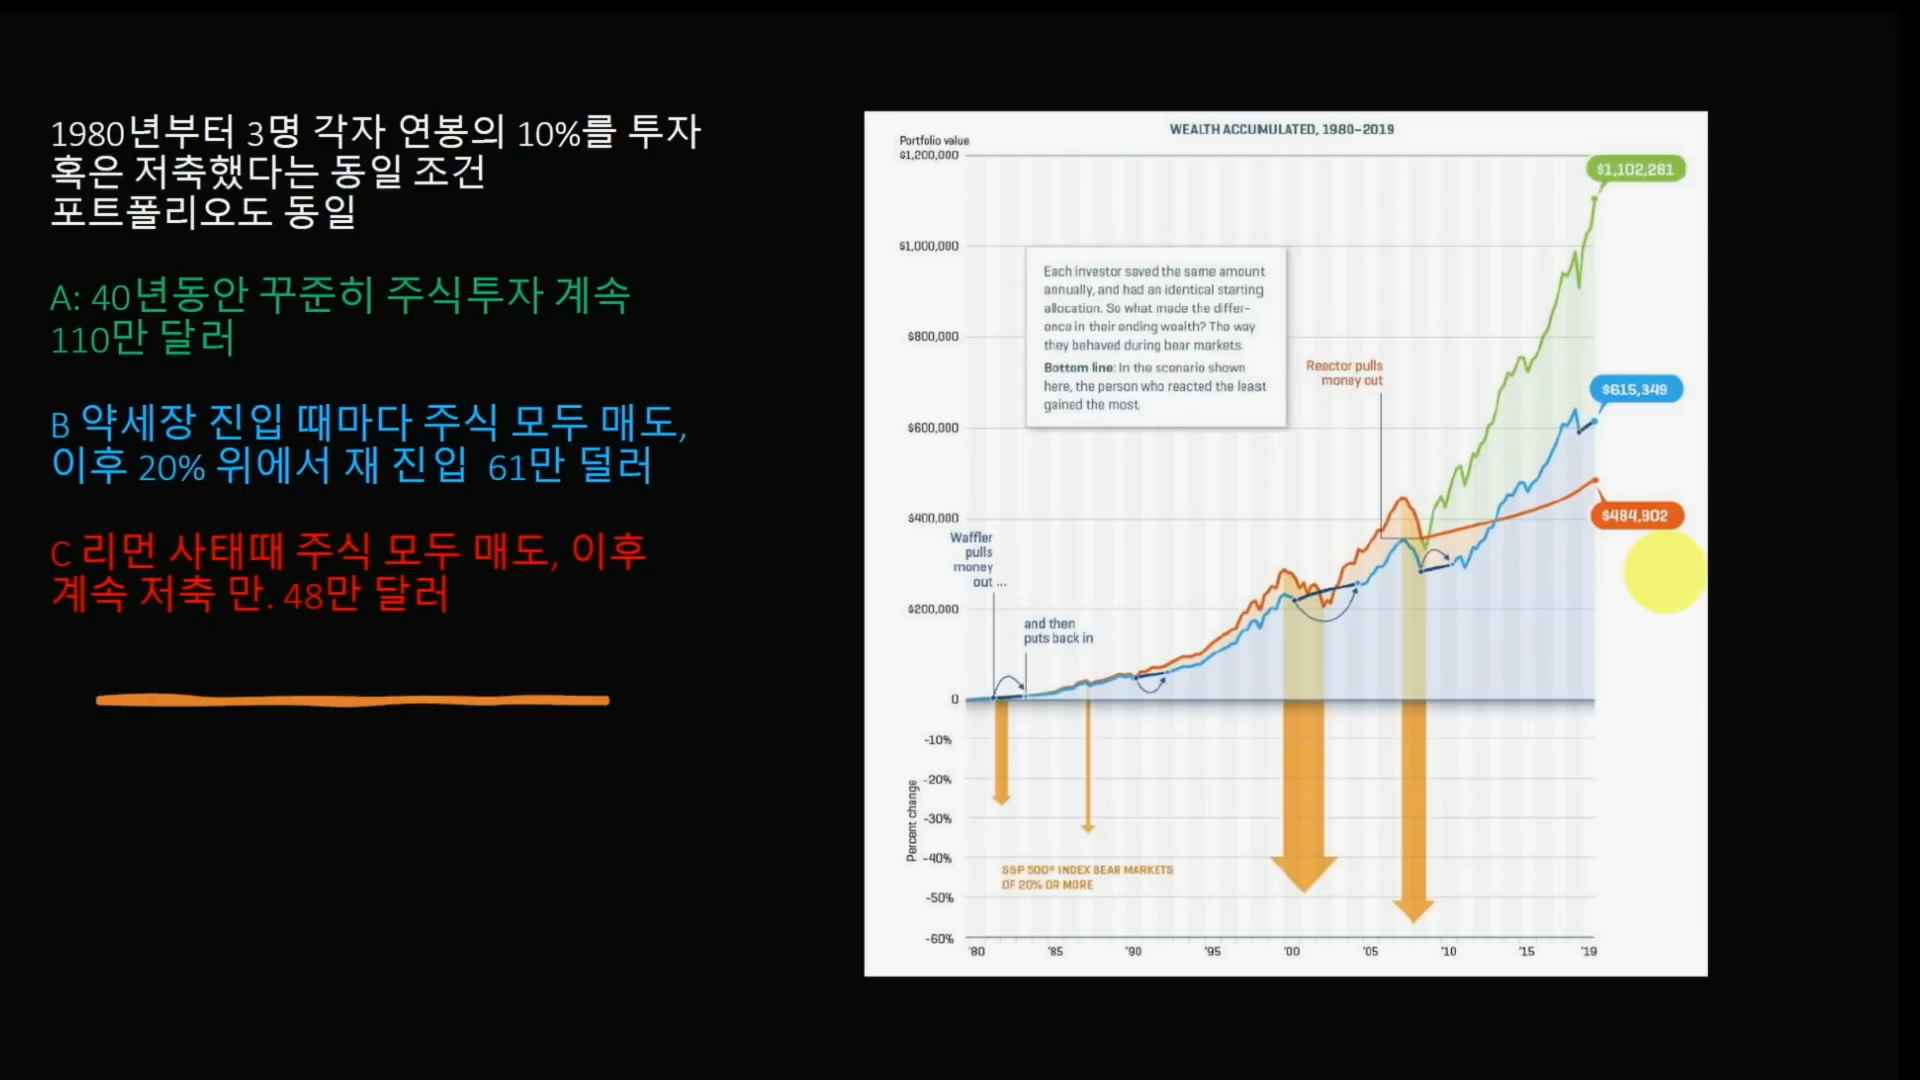 1980년부터 3명 각자 연봉의 10%를 투자
혹은 저축했다는 동일 조건
포트폴리오도 동일
A: 40년동안 꾸준히 주식투자 계속
110만 달러
B 약세장 진입 때마다 주식 모두 매도,
이후 20% 위에서 재 진입 61만 덜러
C 리먼 사태때 주식 모두 매도, 이후
계속 저축 만. 48만 달러
WEALTH ACCUMULATED, 1980–2019
Portfolio value
$1,200,000
$1,102,281
$1,000,000
Each investor saved the same amount
annually, and had an identical starting
allocation. So what made the differ-
ence in their ending wealth? The way
they behaved during bear markets.
Bottom line: In the scenario shown
here, the person who reacted the least
gained the most.
$800,000
Reactor pulls
money out
$615,349
$600,000
$400,000
$484,902
Waffler
pulls
money
out ...
$200,000
and then
puts back in
0
-10%
-20%
-30%
-40%
-50%
-60%
Percent change
S&P 500® INDEX BEAR MARKETS
OF 20% OR MORE
'80 '85 '90 '95 '00 '05 '10 '15 '19